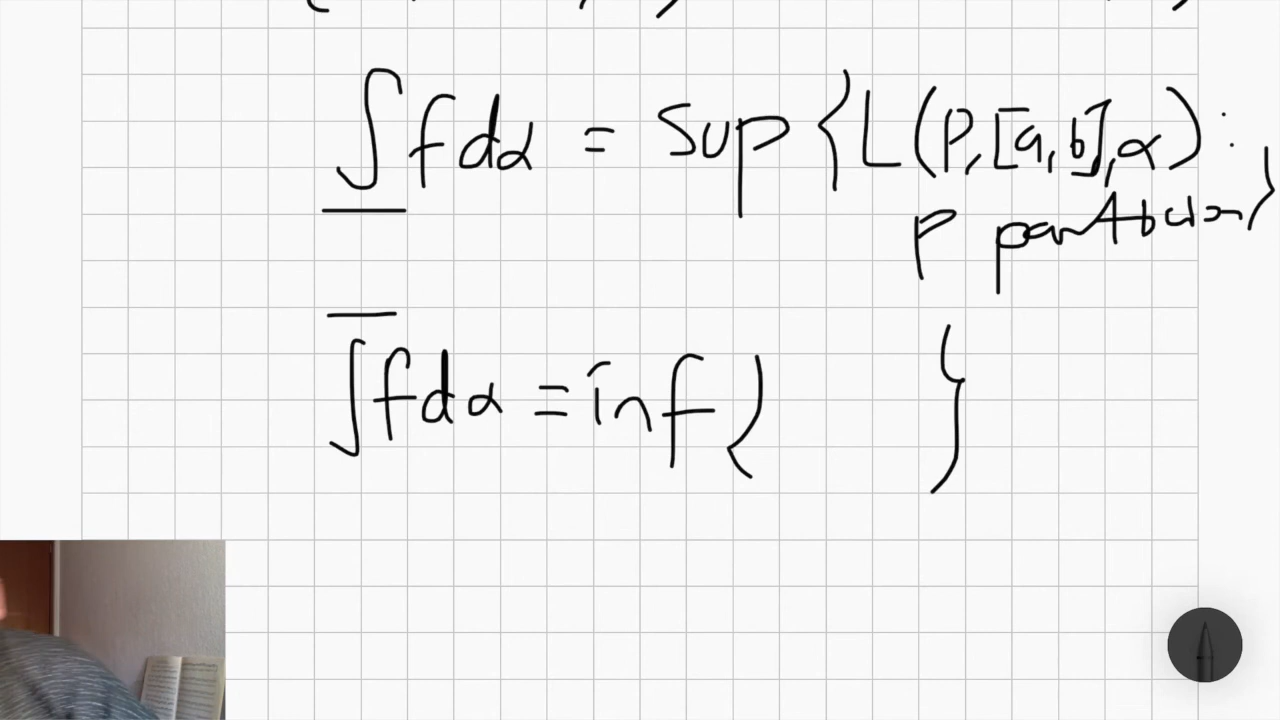 ∫ f dα = Sup { L(P, [a, b], α) :
P partition }
∫ f dα = inf { }